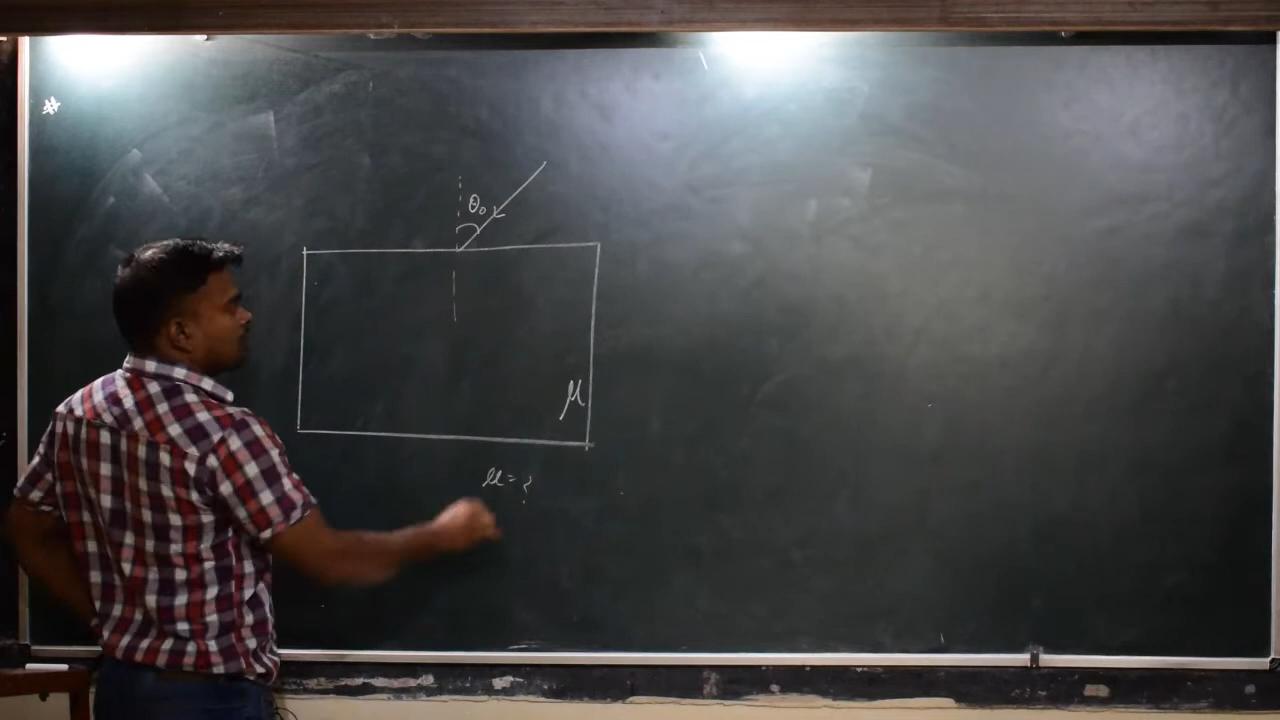 *
θ₀
μ
μ = ?